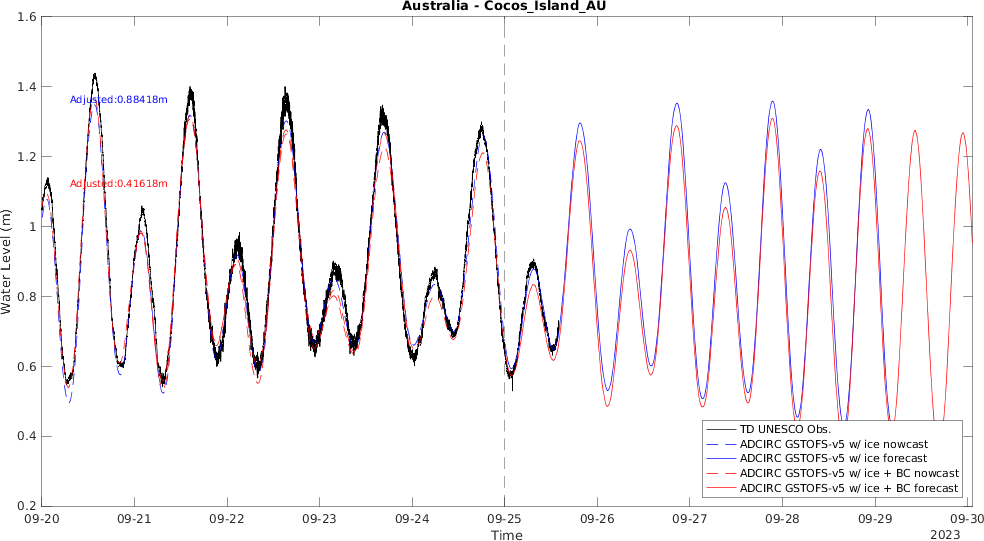 Australia - Cocos_Island_AU
1.6
1.4
1.2
1
0.8
0.6
0.4
0.2
Water Level (m)
Adjusted:0.88418m
Adjusted:0.41618m
TD UNESCO Obs.
ADCIRC GSTOFS-v5 w/ ice nowcast
ADCIRC GSTOFS-v5 w/ ice forecast
ADCIRC GSTOFS-v5 w/ ice + BC nowcast
ADCIRC GSTOFS-v5 w/ ice + BC forecast
09-20 09-21 09-22 09-23 09-24 09-25 09-26 09-27 09-28 09-29 09-30
Time
2023